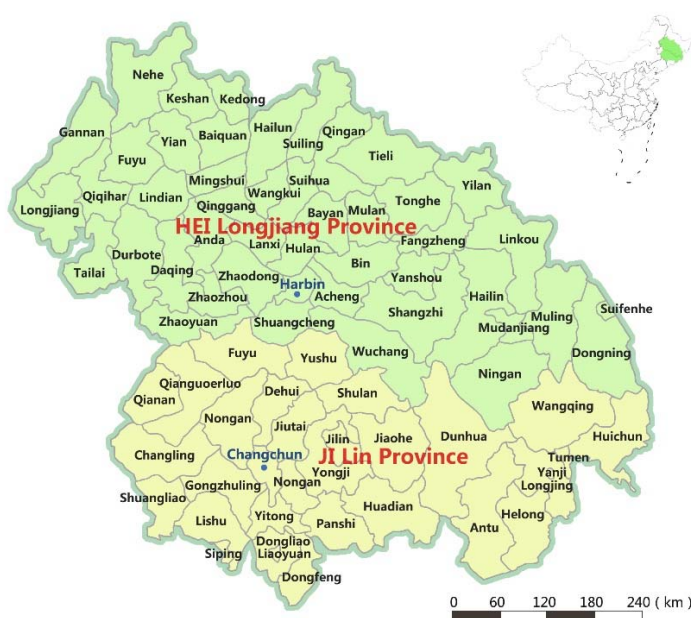 Nehe
Keshan Kedong
Gannan
Yian Baiquan Hailun Suiling Qingan
Fuyu
Tieli
Qiqihar Lindian Mingshui Wangkui Suihua
Longjiang
Qinggang
Bayan Mulan Tonghe Yilan
HEI Longjiang Province
Durbote Anda Lanxi Hulan Fangzheng Linkou
Tailai
Daqing Zhaodong
Bin
Yanshou
Harbin
Zhaozhou
Acheng
Hailin
Shangzhi
Suifenhe
Zhaoyuan Shuangcheng
Mudanjiang Muling
Wuchang
Dongning
Fuyu Yushu
Ningan
Qianguoerluo
Qianan
Dehui Shulan
Wangqing
Nongan
Jiutai
Jilin Jiaohe Dunhua
Huichun
Changling
Changchun
JI Lin Province
Tumen
Yongji
Yanji
Gongzhuling Nongan
Longjing
Shuangliao
Huadian
Helong
Lishu Yitong Panshi
Antu
Siping
Dongliao
Liaoyuan
Dongfeng
0 60 120 180 240 ( km )